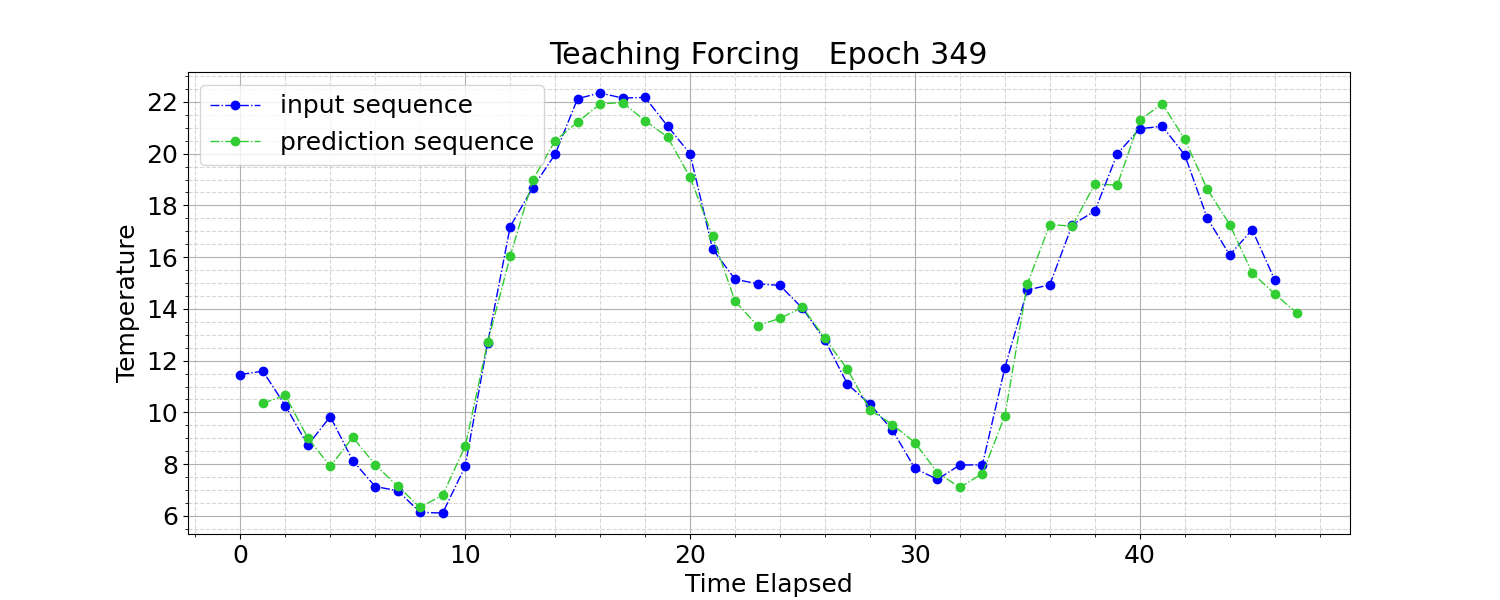 Teaching Forcing   Epoch 349
input sequence
prediction sequence
Temperature
22
20
18
16
14
12
10
8
6
0 10 20 30 40
Time Elapsed